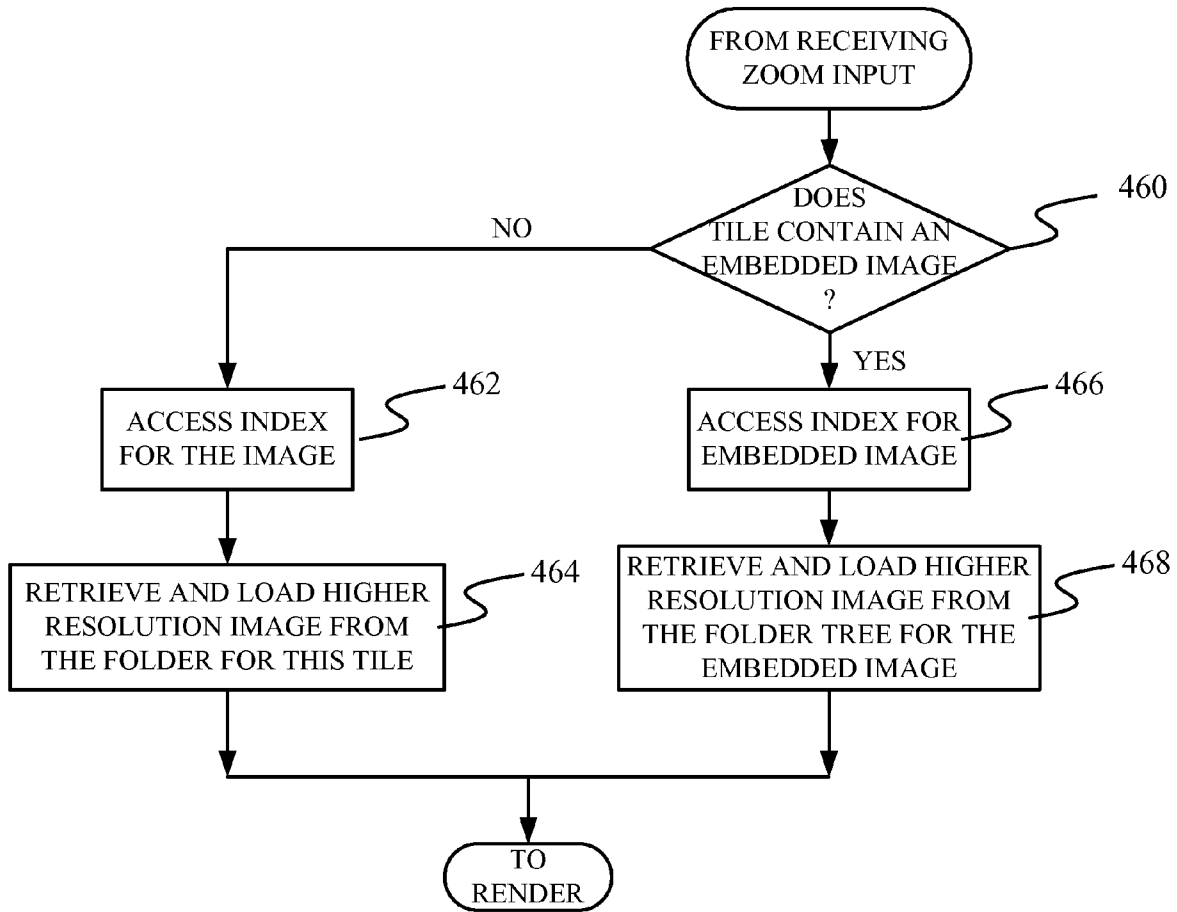 FROM RECEIVING
ZOOM INPUT
DOES
TILE CONTAIN AN
EMBEDDED IMAGE
?
460
NO
YES
ACCESS INDEX
FOR THE IMAGE
462
ACCESS INDEX FOR
EMBEDDED IMAGE
466
RETRIEVE AND LOAD HIGHER
RESOLUTION IMAGE FROM
THE FOLDER FOR THIS TILE
464
RETRIEVE AND LOAD HIGHER
RESOLUTION IMAGE FROM
THE FOLDER TREE FOR THE
EMBEDDED IMAGE
468
TO
RENDER